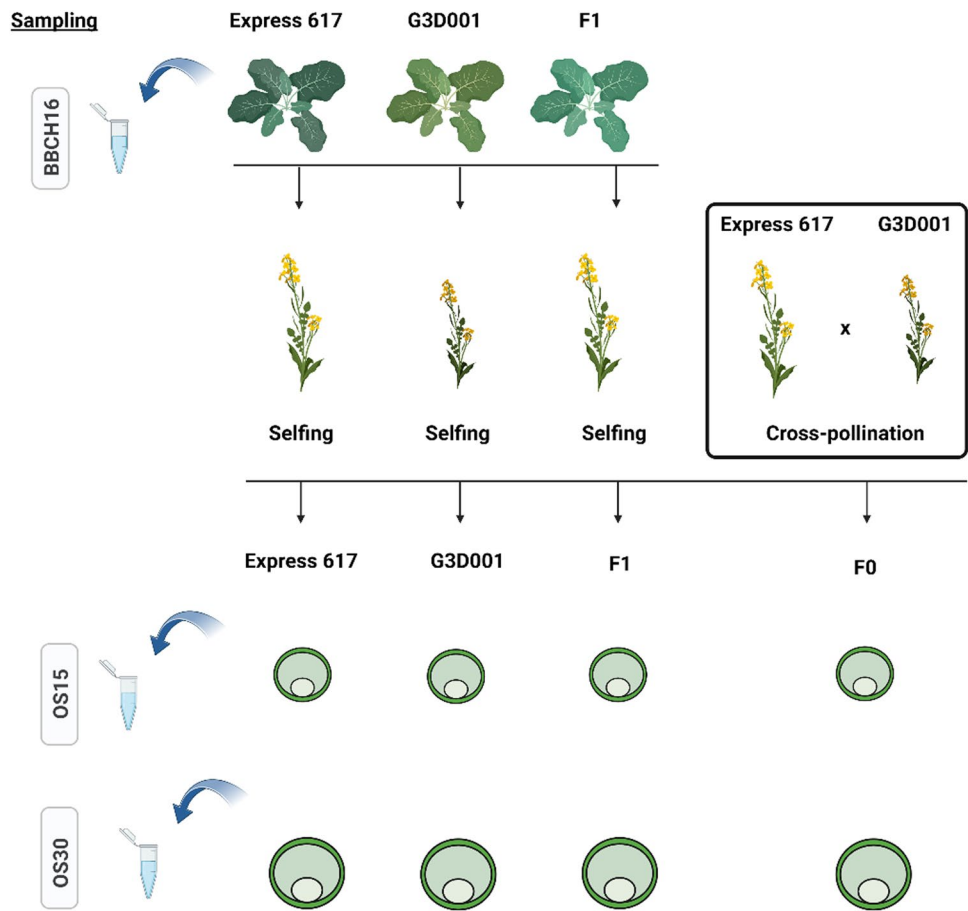 Sampling
Express 617
G3D001
F1
BBCH16
Express 617
G3D001
x
Selfing
Selfing
Selfing
Cross-pollination
Express 617
G3D001
F1
F0
OS15
OS30